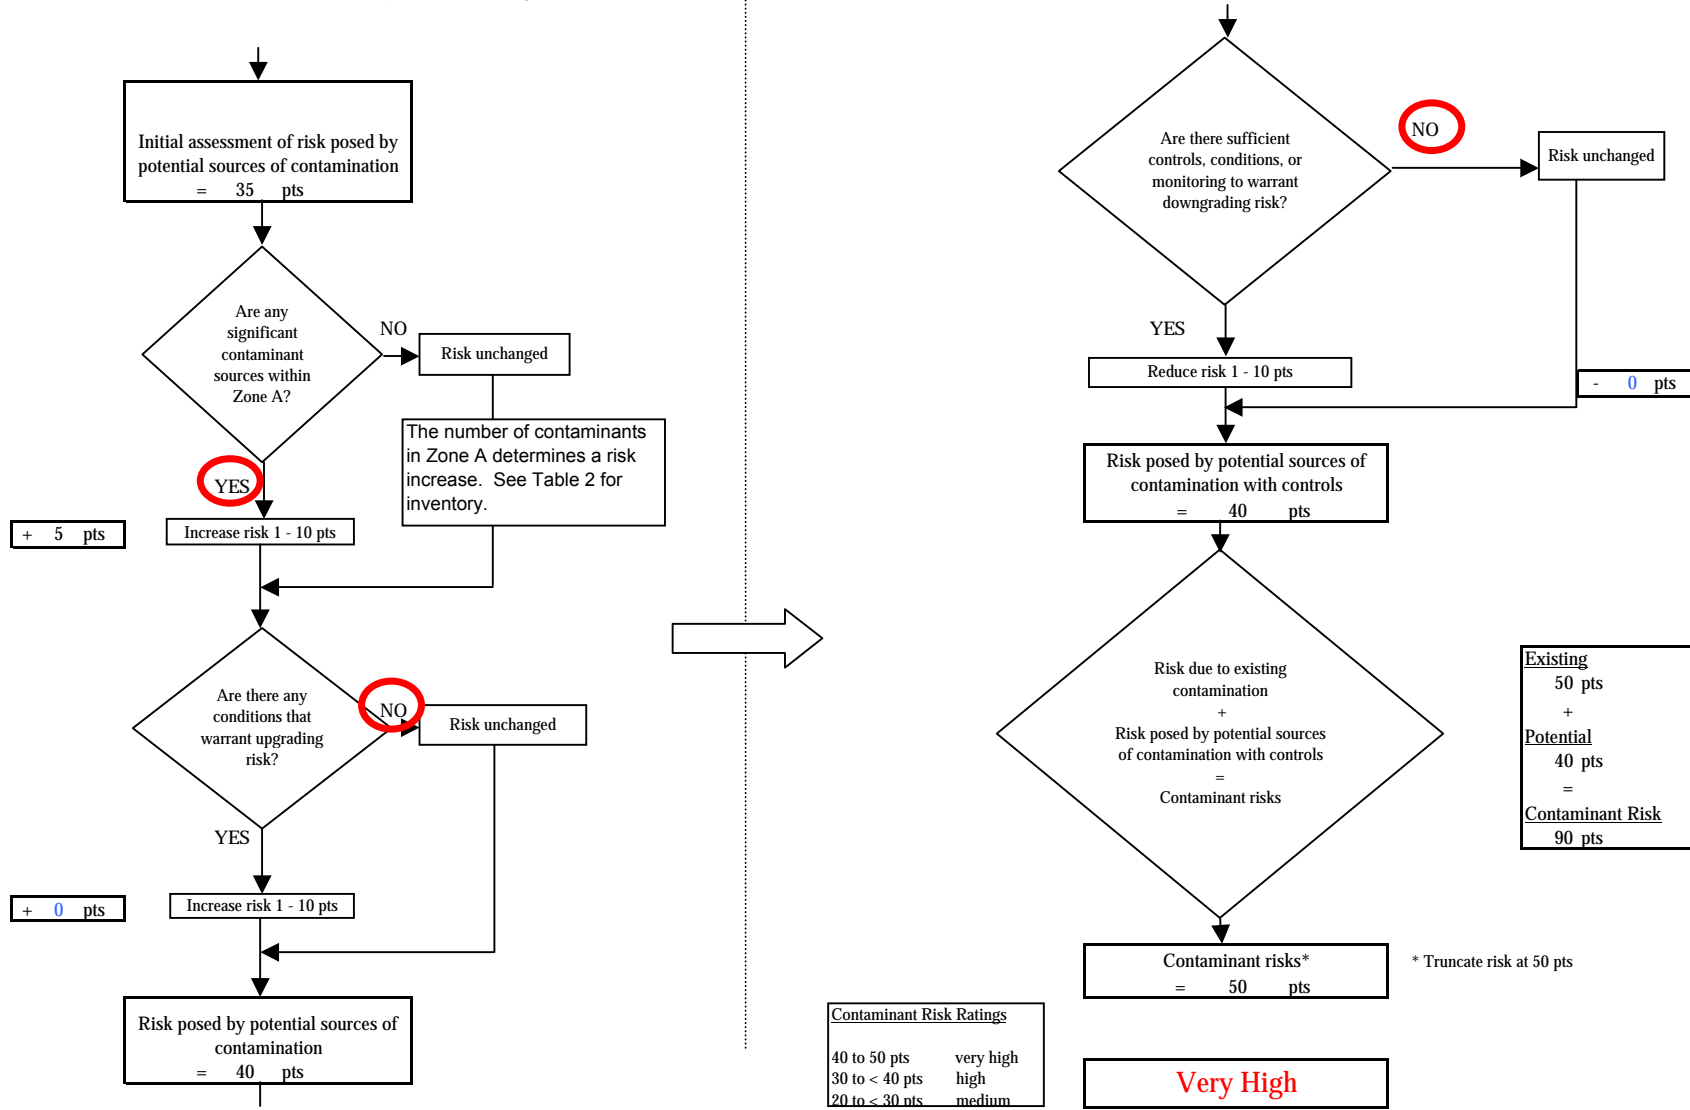 Initial assessment of risk posed by
potential sources of contamination
= 35 pts
Are any
significant
contaminant
sources within
Zone A?
NO
Risk unchanged
The number of contaminants
in Zone A determines a risk
increase. See Table 2 for
inventory.
YES
+ 5 pts
Increase risk 1 - 10 pts
Are there any
conditions that
warrant upgrading
risk?
NO
Risk unchanged
YES
+ 0 pts
Increase risk 1 - 10 pts
Risk posed by potential sources of
contamination
= 40 pts
Are there sufficient
controls, conditions, or
monitoring to warrant
downgrading risk?
NO
Risk unchanged
YES
Reduce risk 1 - 10 pts
- 0 pts
Risk posed by potential sources of
contamination with controls
= 40 pts
Risk due to existing
contamination
+
Risk posed by potential sources
of contamination with controls
=
Contaminant risks
Existing
50 pts
+
Potential
40 pts
=
Contaminant Risk
90 pts
Contaminant risks*
= 50 pts
* Truncate risk at 50 pts
Contaminant Risk Ratings
40 to 50 pts very high
30 to < 40 pts high
20 to < 30 pts medium
Very High